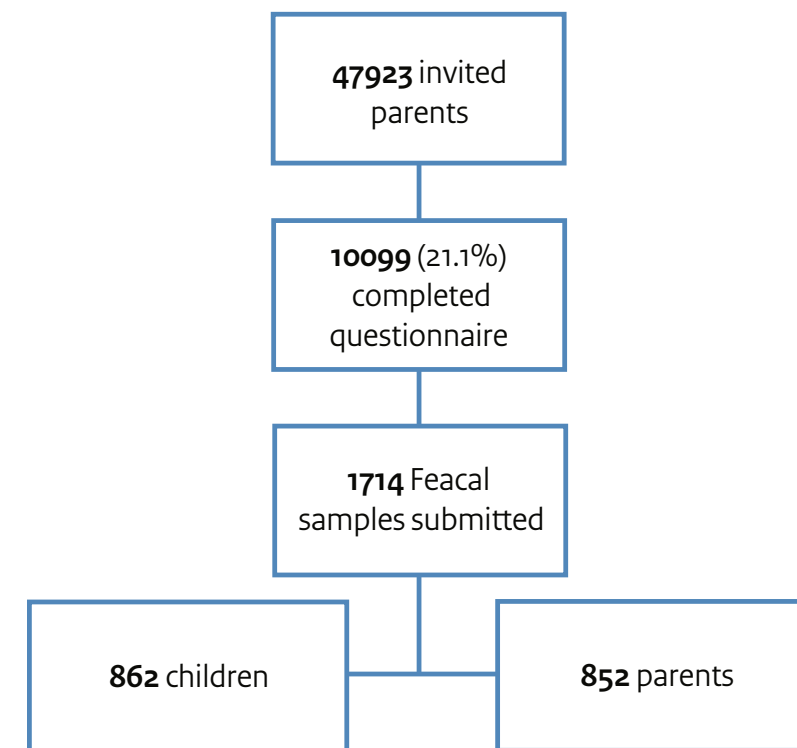 47923 invited
parents
10099 (21.1%)
completed
questionnaire
1714 Feacal
samples submitted
862 children
852 parents